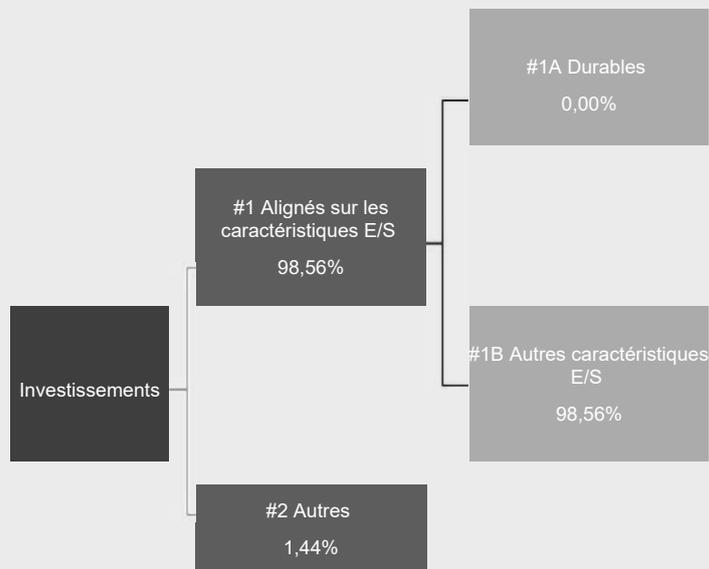 Investissements
#1 Alignés sur les
caractéristiques E/S
98,56%
#2 Autres
1,44%
#1A Durables
0,00%
#1B Autres caractéristiques
E/S
98,56%